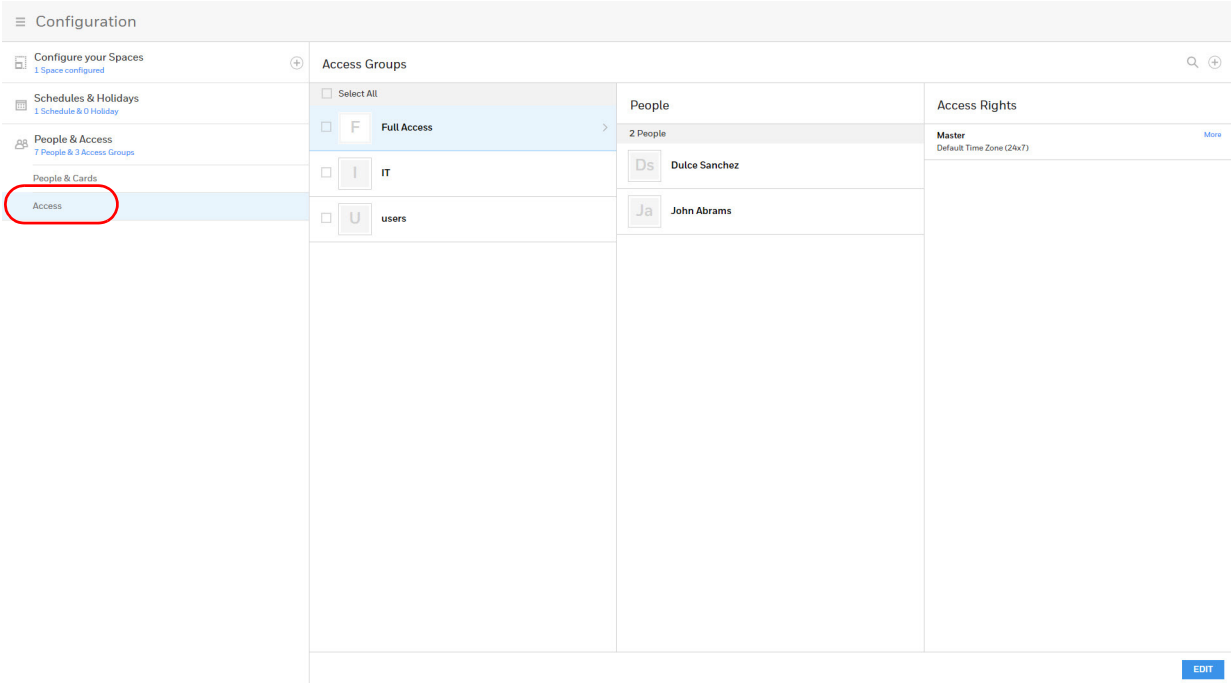 Configuration
Configure your Spaces
1 Space configured
Schedules & Holidays
1 Schedule & 0 Holiday
People & Access
7 People & 3 Access Groups
People & Cards
Access
Access Groups
Select All
F Full Access
I IT
U users
People
2 People
Ds Dulce Sanchez
Ja John Abrams
Access Rights
Master More
Default Time Zone (24x7)
EDIT